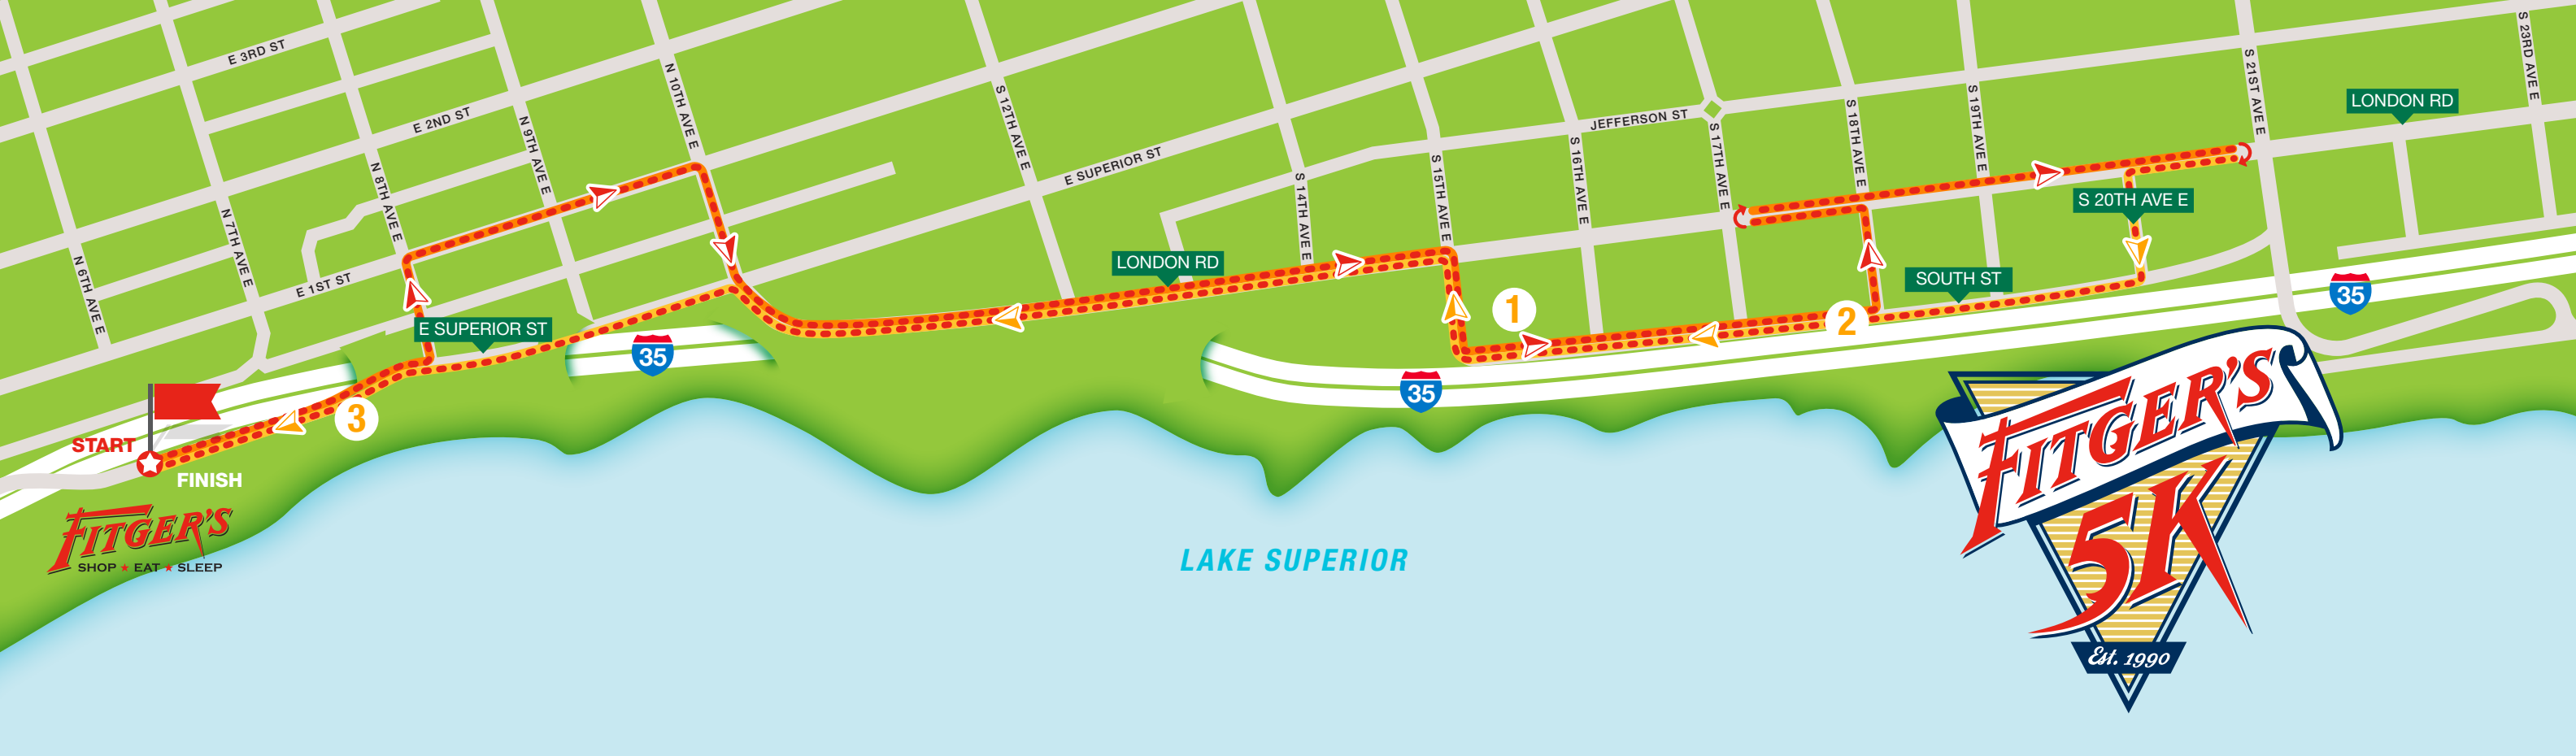 E 3RD ST
E 2ND ST
E 1ST ST
N 6TH AVE E
N 7TH AVE E
N 8TH AVE E
N 9TH AVE E
N 10TH AVE E
S 12TH AVE E
E SUPERIOR ST
S 14TH AVE E
S 15TH AVE E
S 16TH AVE E
JEFFERSON ST
S 17TH AVE E
S 18TH AVE E
S 19TH AVE E
S 21ST AVE E
S 23RD AVE E
LONDON RD
S 20TH AVE E
SOUTH ST
LONDON RD
E SUPERIOR ST
35
35
35
1
2
3
START
FINISH
FITGER'S
SHOP ★ EAT ★ SLEEP
LAKE SUPERIOR
FITGER'S
5K
Est. 1990